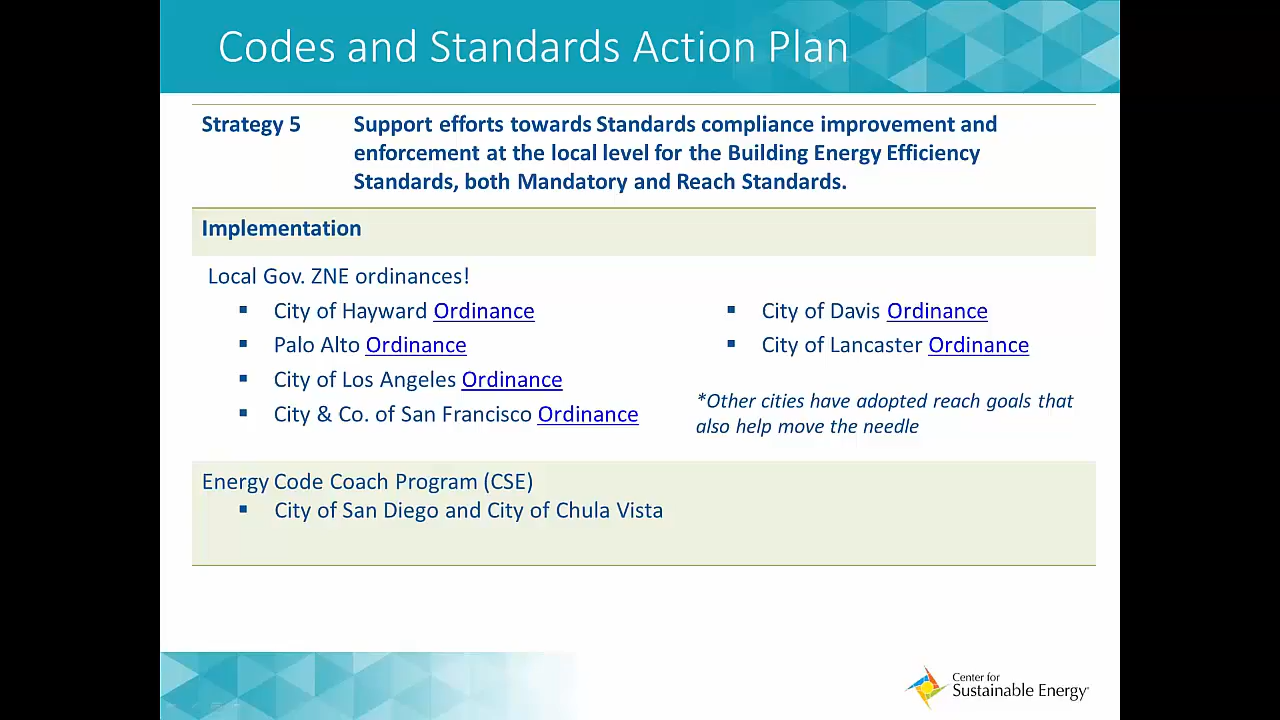 Codes and Standards Action Plan
Strategy 5
Support efforts towards Standards compliance improvement and
enforcement at the local level for the Building Energy Efficiency
Standards, both Mandatory and Reach Standards.
Implementation
Local Gov. ZNE ordinances!
▪ City of Hayward Ordinance
▪ Palo Alto Ordinance
▪ City of Los Angeles Ordinance
▪ City & Co. of San Francisco Ordinance
▪ City of Davis Ordinance
▪ City of Lancaster Ordinance
*Other cities have adopted reach goals that
also help move the needle
Energy Code Coach Program (CSE)
▪ City of San Diego and City of Chula Vista
Center for
Sustainable Energy